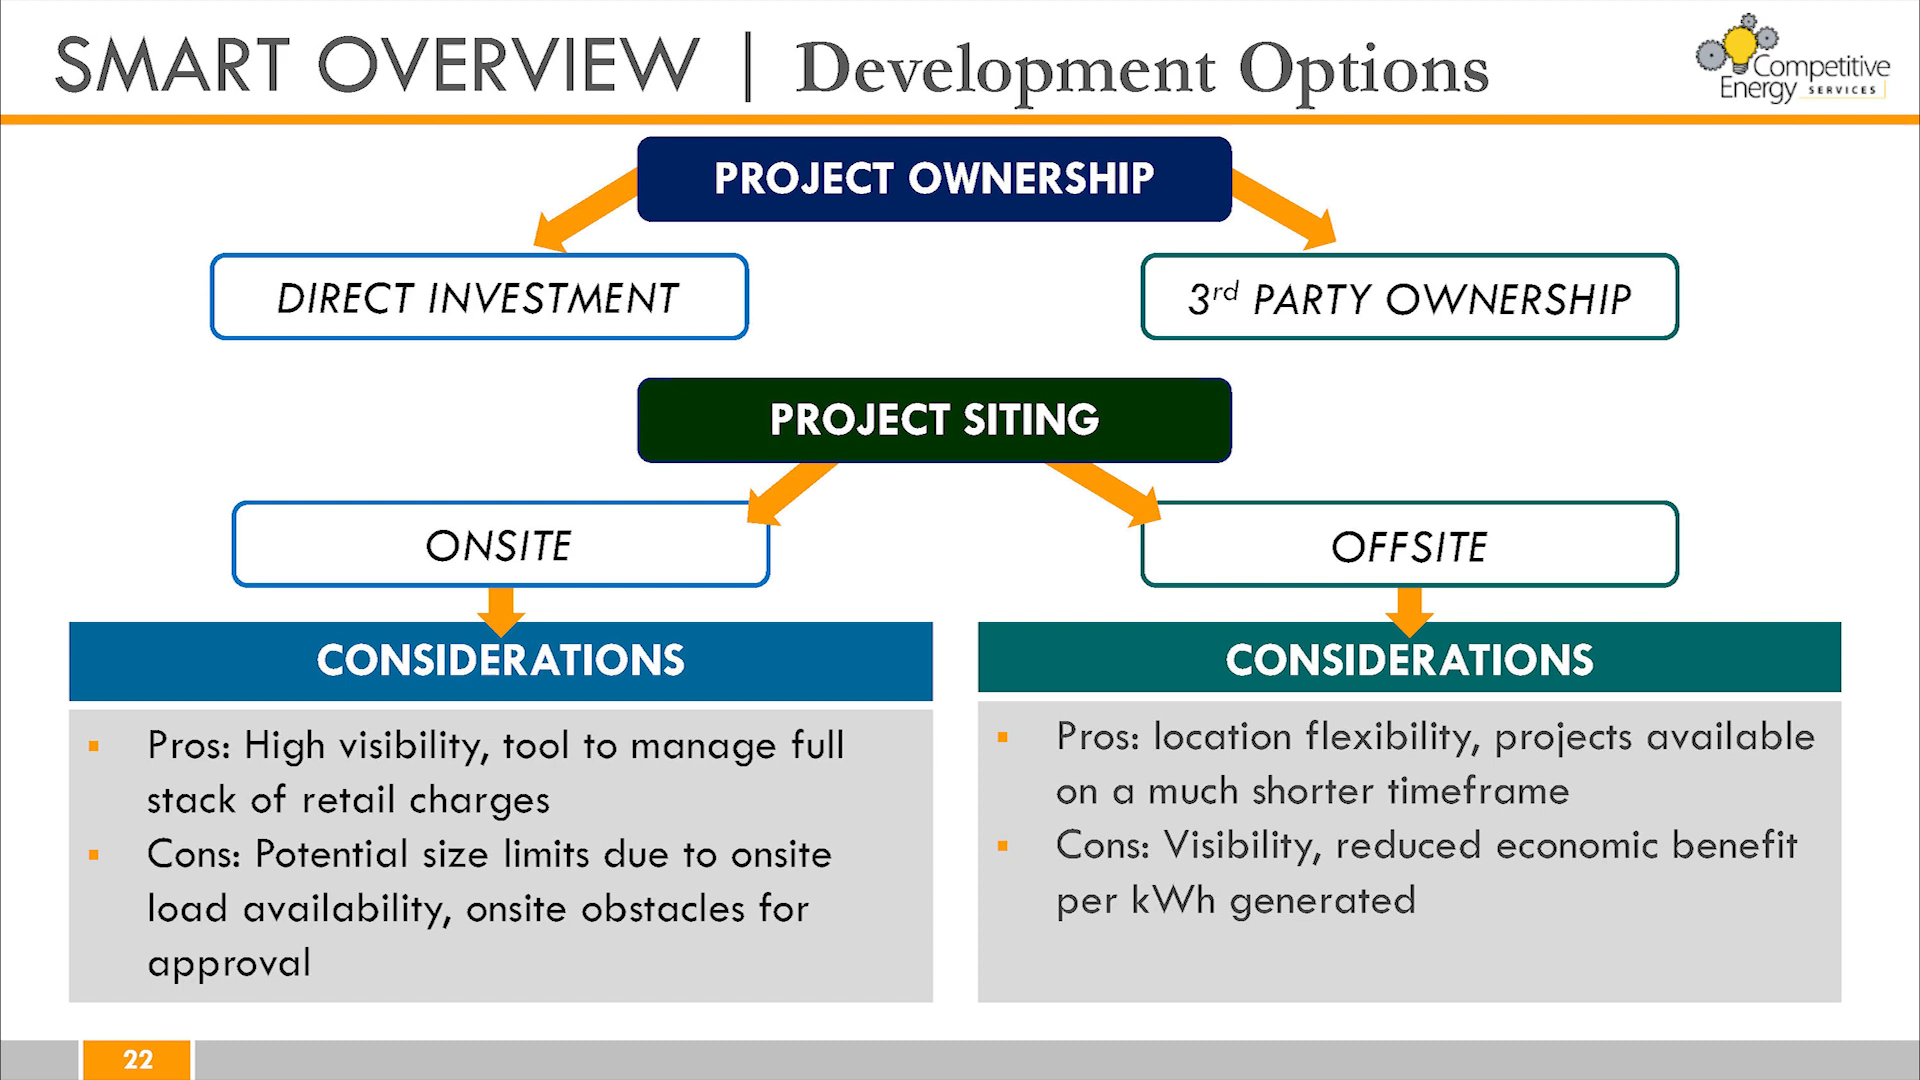 SMART OVERVIEW | Development Options
Competitive
Energy SERVICES
PROJECT OWNERSHIP
DIRECT INVESTMENT
3rd PARTY OWNERSHIP
PROJECT SITING
ONSITE
OFFSITE
CONSIDERATIONS
▪ Pros: High visibility, tool to manage full
stack of retail charges
▪ Cons: Potential size limits due to onsite
load availability, onsite obstacles for
approval
CONSIDERATIONS
▪ Pros: location flexibility, projects available
on a much shorter timeframe
▪ Cons: Visibility, reduced economic benefit
per kWh generated
22